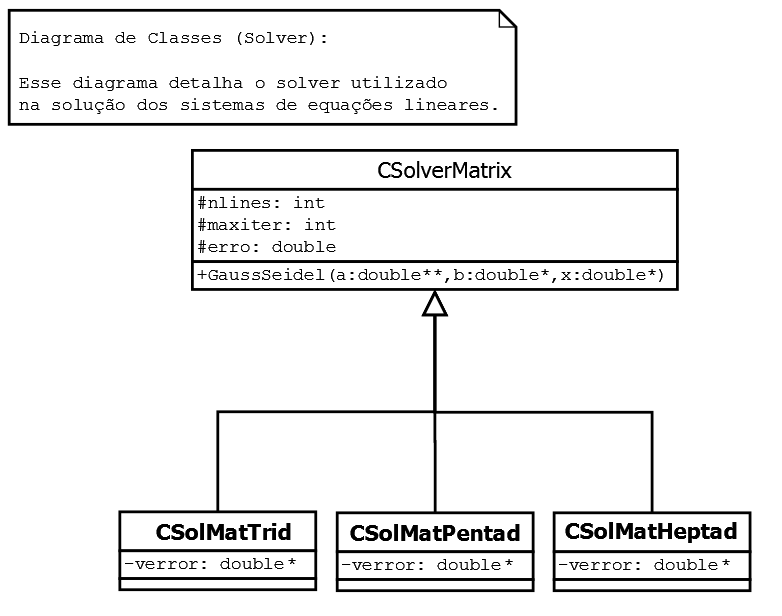 Diagrama de Classes (Solver):
Esse diagrama detalha o solver utilizado
na solução dos sistemas de equações lineares.
CSolverMatrix
#nlines: int
#maxiter: int
#erro: double
+GaussSeidel(a:double**,b:double*,x:double*)
CSolMatTrid
-verror: double*
CSolMatPentad
-verror: double*
CSolMatHeptad
-verror: double*